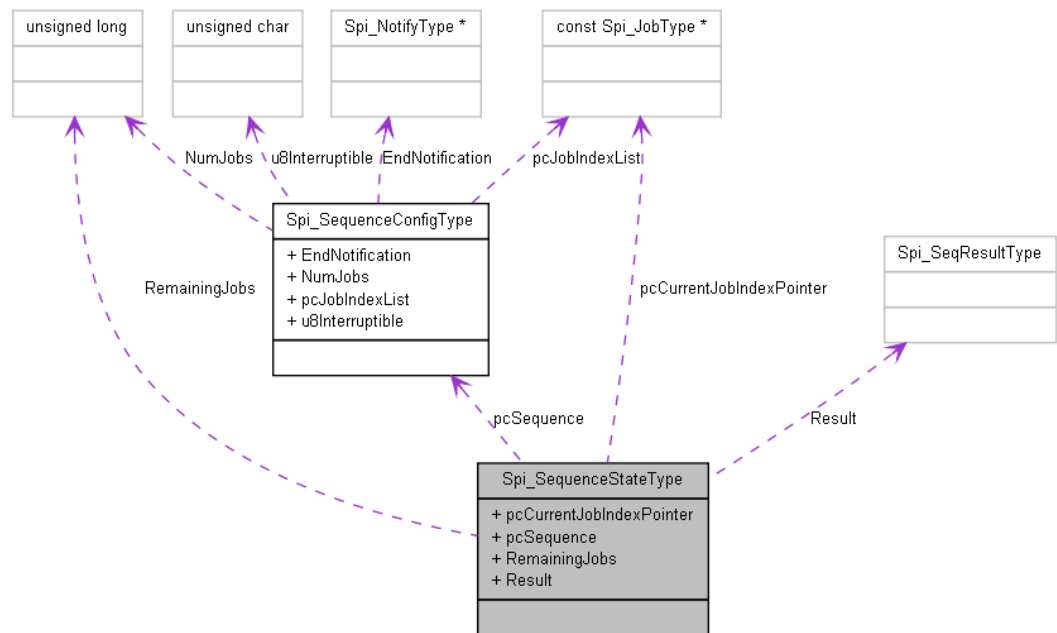 unsigned long
unsigned char
Spi_NotifyType *
const Spi_JobType *
NumJobs
u8Interruptible
EndNotification
pcJobIndexList
Spi_SequenceConfigType
+ EndNotification
+ NumJobs
+ pcJobIndexList
+ u8Interruptible
Spi_SeqResultType
RemainingJobs
pcCurrentJobIndexPointer
pcSequence
Result
Spi_SequenceStateType
+ pcCurrentJobIndexPointer
+ pcSequence
+ RemainingJobs
+ Result